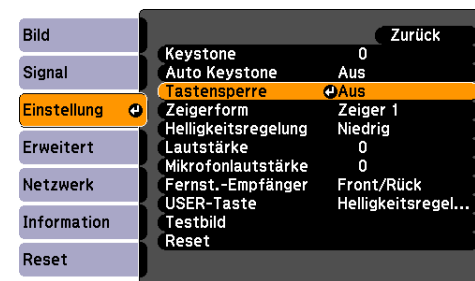 Bild
Signal
Einstellung
Erweitert
Netzwerk
Information
Reset
Zurück
Keystone 0
Auto Keystone Aus
Tastensperre Aus
Zeigerform Zeiger 1
Helligkeitsregelung Niedrig
Lautstärke 0
Mikrofonlautstärke 0
Fernst.-Empfänger Front/Rück
USER-Taste Helligkeitsregel...
Testbild
Reset